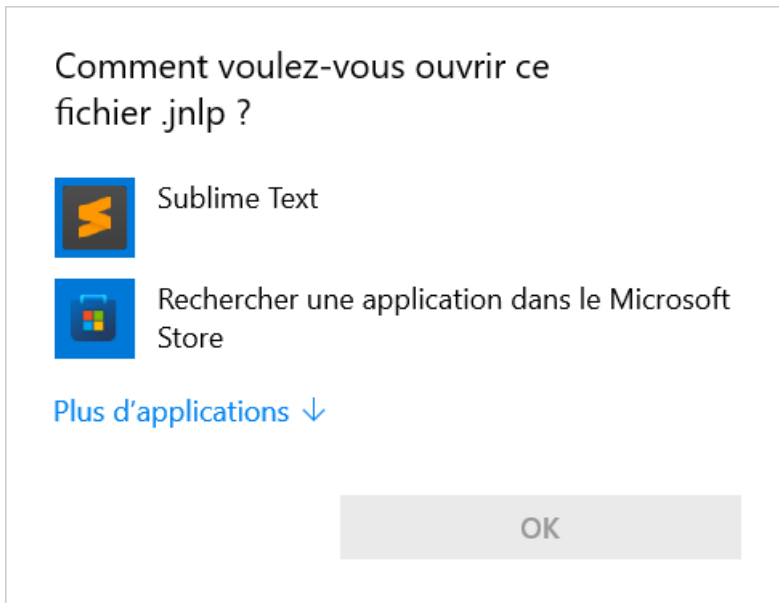 Comment voulez-vous ouvrir ce
fichier .jnlp ?
Sublime Text
Rechercher une application dans le Microsoft
Store
Plus d’applications ↓
OK